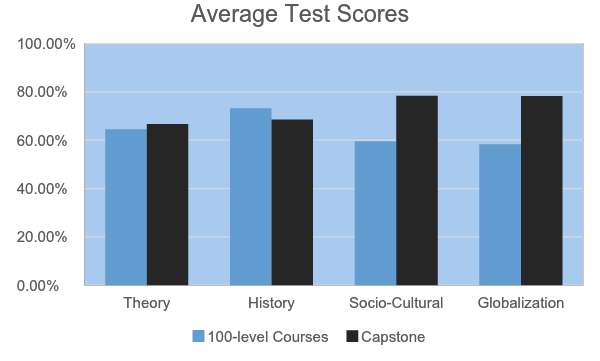 Average Test Scores
100.00%
80.00%
60.00%
40.00%
20.00%
0.00%
Theory History Socio-Cultural Globalization
100-level Courses Capstone